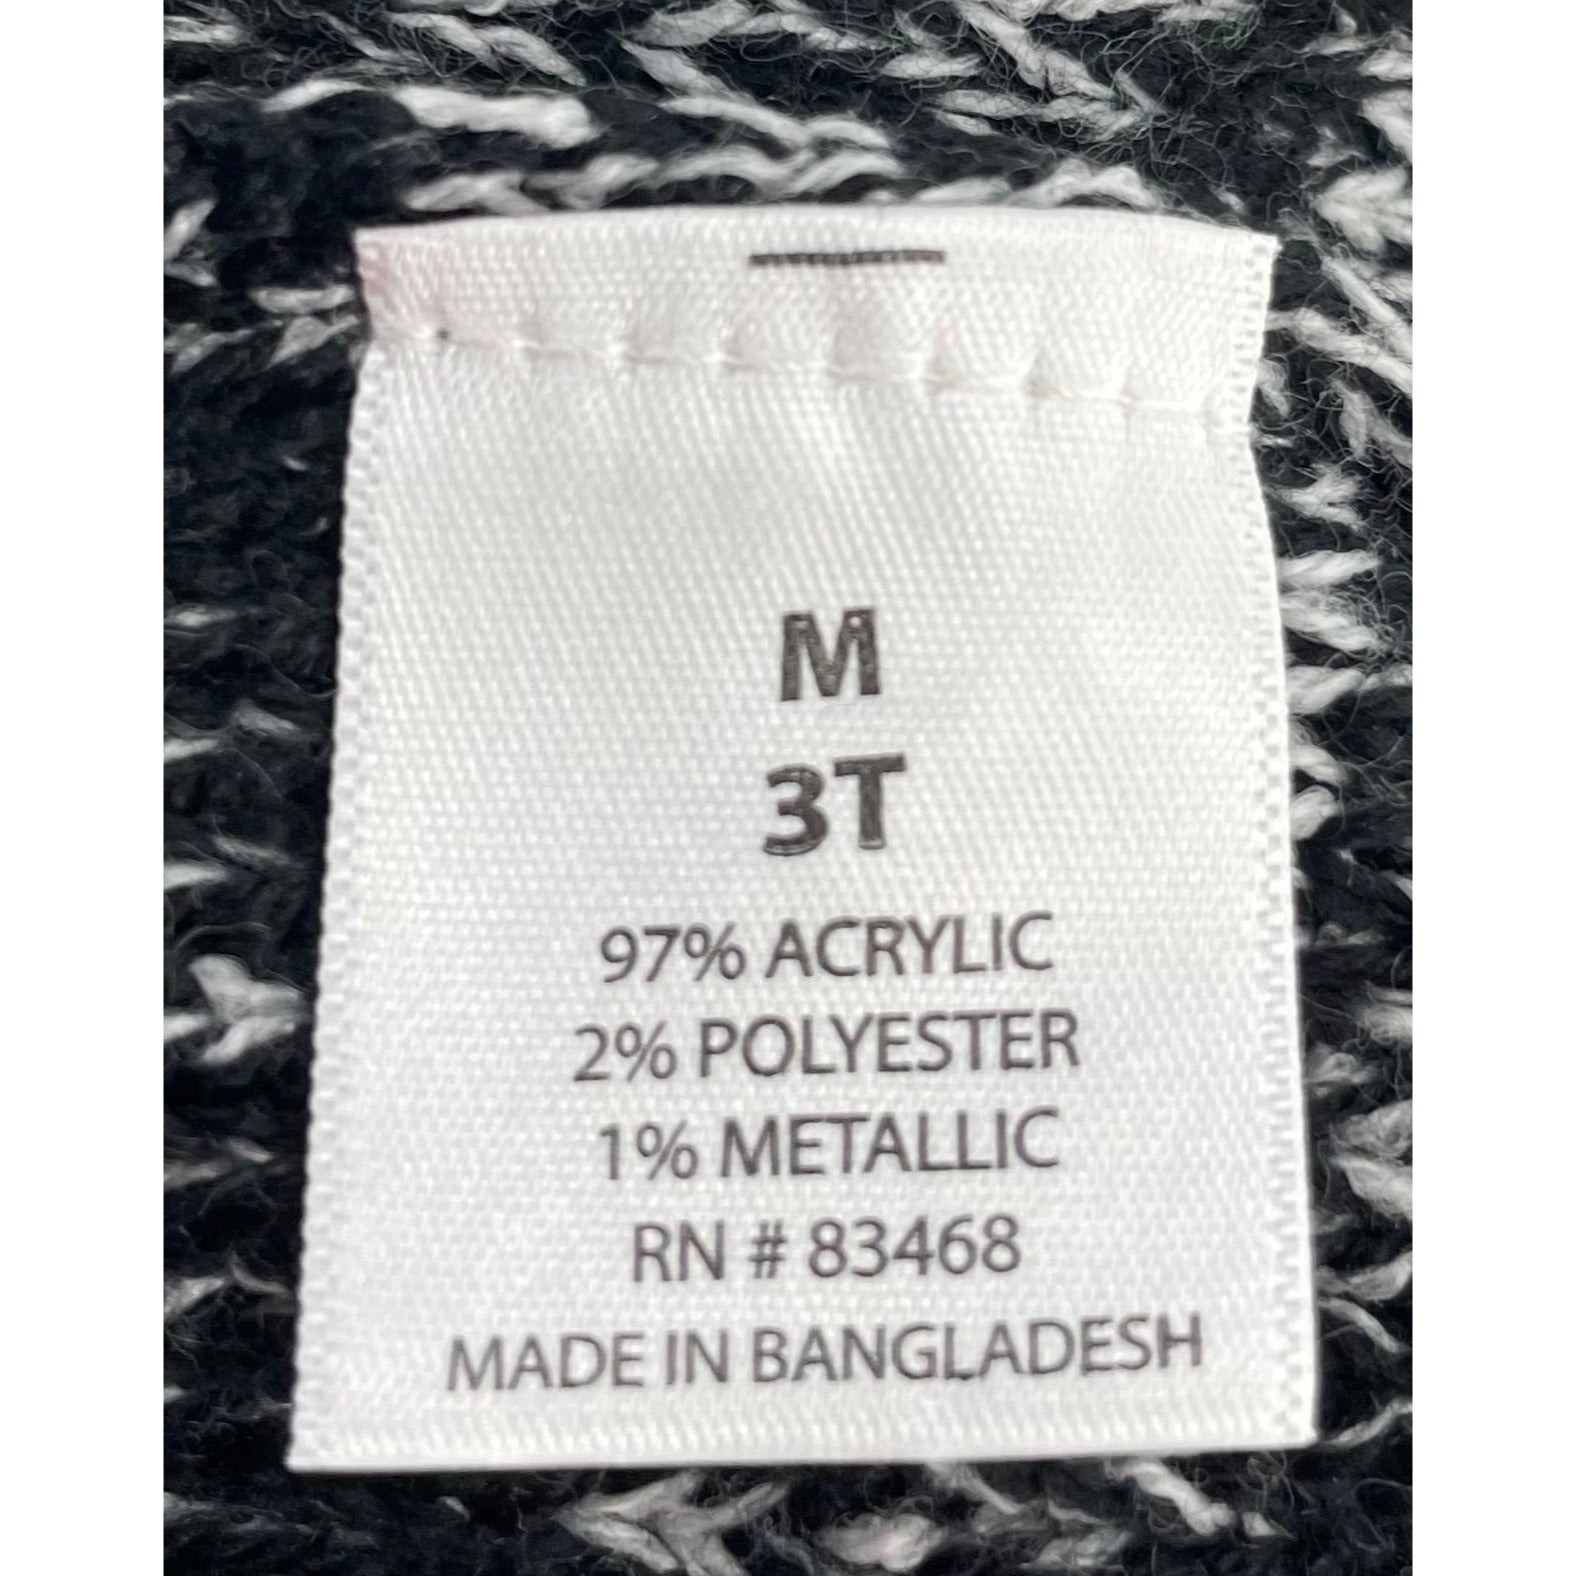 M
3T
97% ACRYLIC
2% POLYESTER
1% METALLIC
RN # 83468
MADE IN BANGLADESH